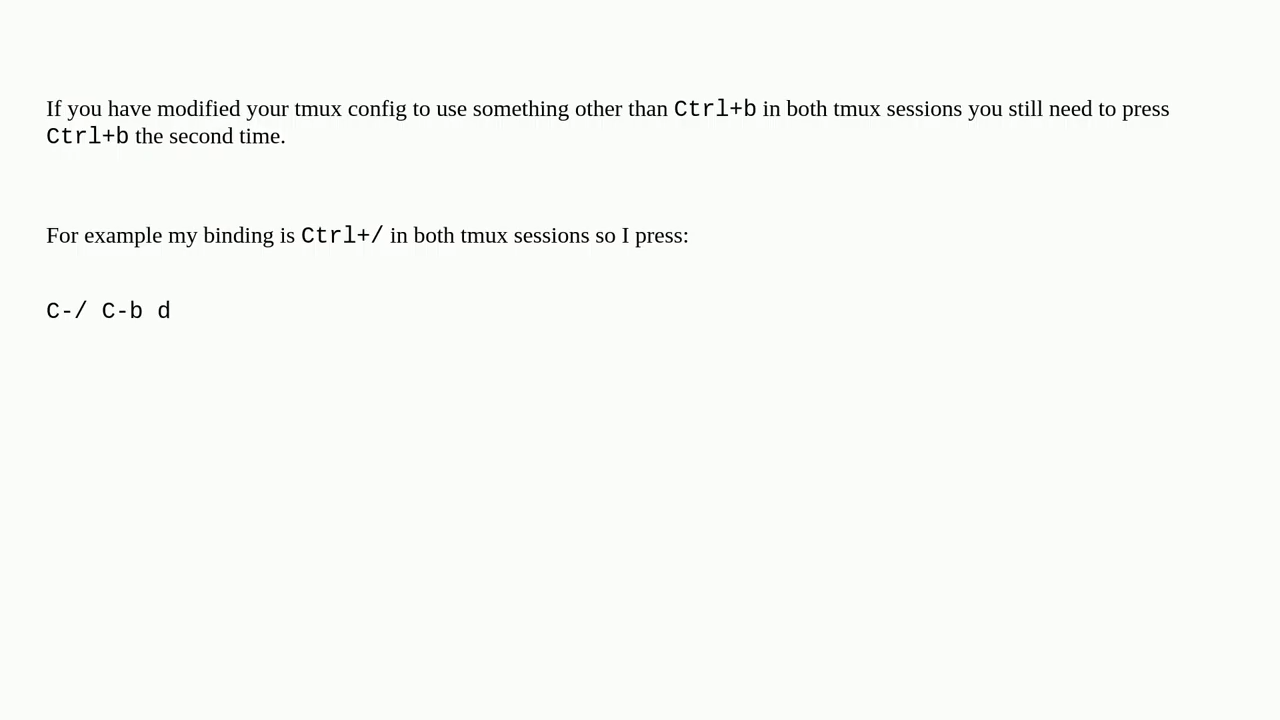 If you have modified your tmux config to use something other than Ctrl+b in both tmux sessions you still need to press
Ctrl+b the second time.
For example my binding is Ctrl+/ in both tmux sessions so I press:
C-/ C-b d